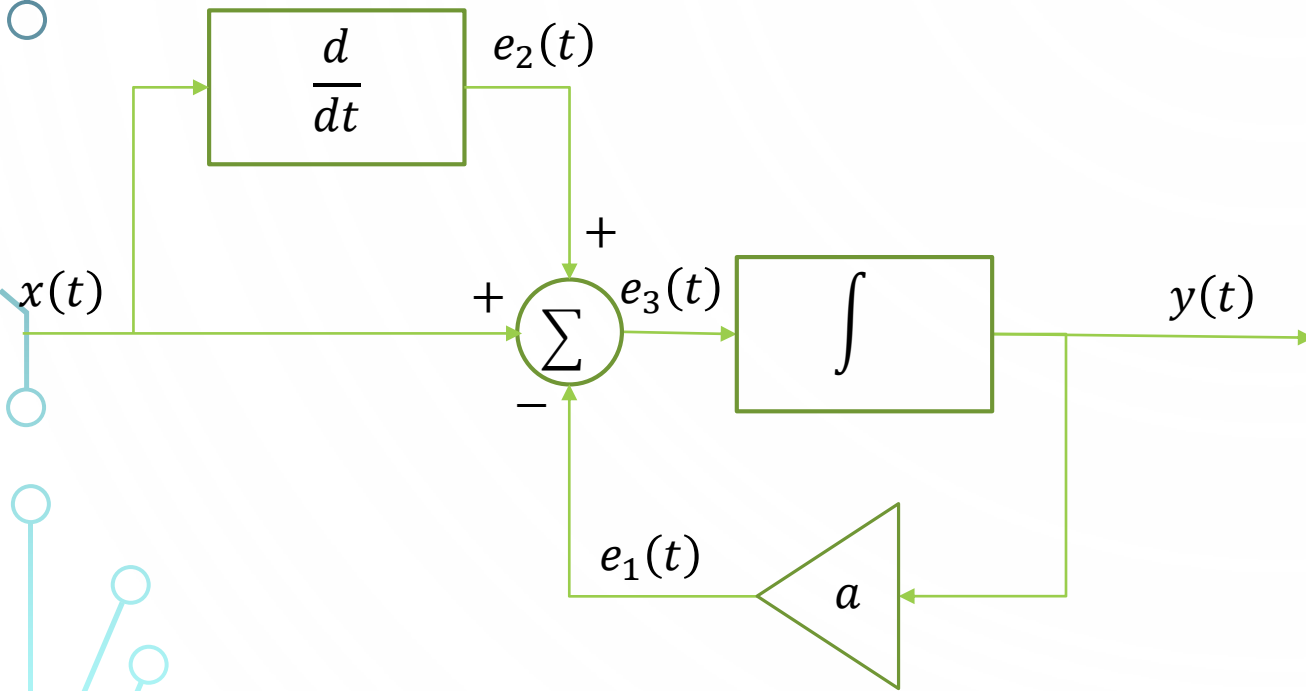 d
dt
e₂(t)
+
x(t)
+
∑
e₃(t)
∫
y(t)
−
e₁(t)
a